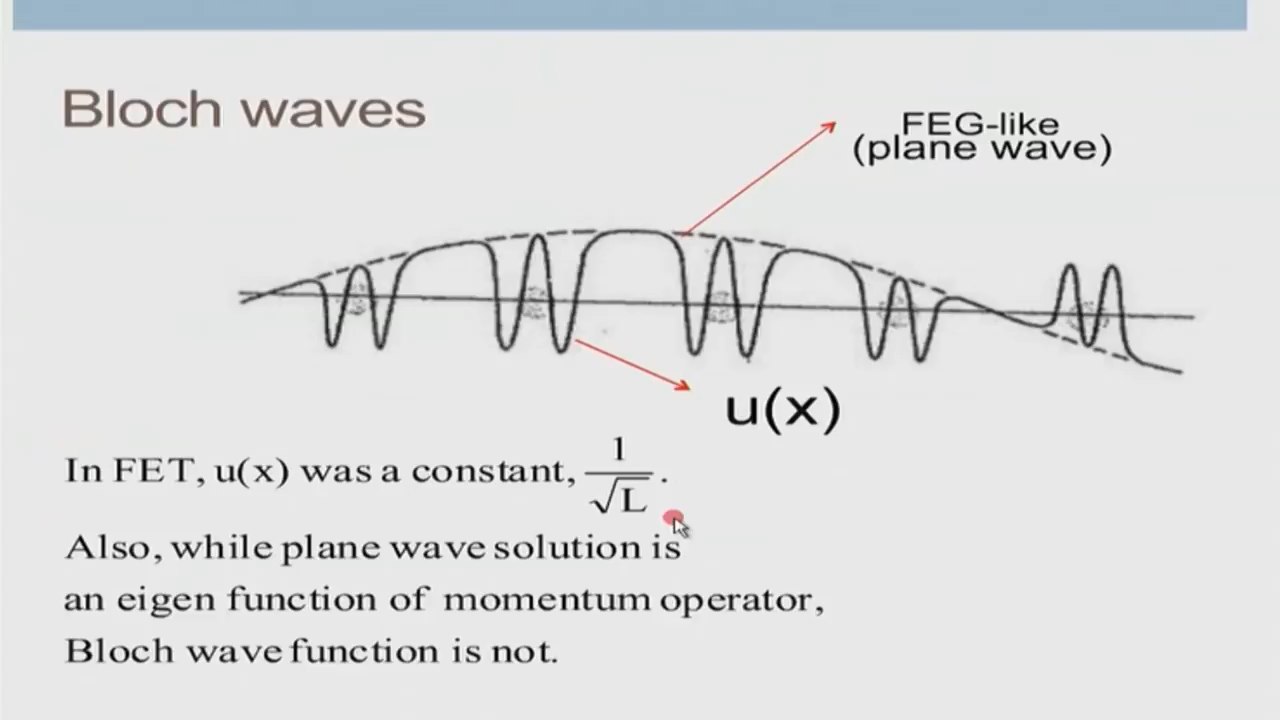 Bloch waves
FEG-like
(plane wave)
u(x)
In FET, u(x) was a constant, 1/√L.
Also, while plane wave solution is
an eigen function of momentum operator,
Bloch wave function is not.